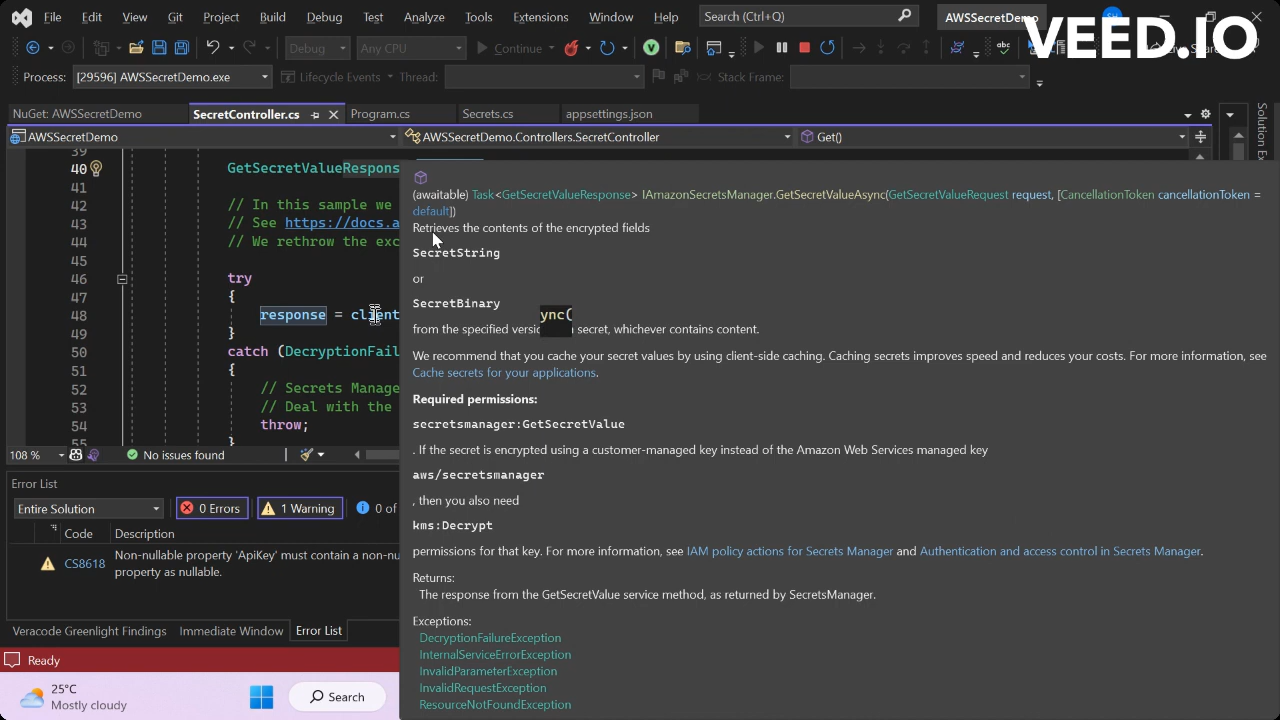 File Edit View Git Project Build Debug Test Analyze Tools Extensions Window Help Search (Ctrl+Q) AWSSecretDemo
VEED.IO
Debug Any CPU Continue
Process: [29596] AWSSecretDemo.exe Lifecycle Events Thread: Stack Frame:
NuGet: AWSSecretDemo SecretController.cs Program.cs Secrets.cs appsettings.json
AWSSecretDemo AWSSecretDemo.Controllers.SecretController Get()
39
40 GetSecretValueRespons
41
42 // In this sample we
43 // See https://docs.a
44 // We rethrow the exc
45
46 try
47 {
48 response = client
49 }
50 catch (DecryptionFail
51 {
52 // Secrets Manage
53 // Deal with the
54 throw;
55 }
(awaitable) Task<GetSecretValueResponse> IAmazonSecretsManager.GetSecretValueAsync(GetSecretValueRequest request, [CancellationToken cancellationToken =
default])
Retrieves the contents of the encrypted fields
SecretString
or
SecretBinary
ync(
from the specified versi secret, whichever contains content.
We recommend that you cache your secret values by using client-side caching. Caching secrets improves speed and reduces your costs. For more information, see
Cache secrets for your applications.
Required permissions:
secretsmanager:GetSecretValue
. If the secret is encrypted using a customer-managed key instead of the Amazon Web Services managed key
aws/secretsmanager
, then you also need
kms:Decrypt
permissions for that key. For more information, see IAM policy actions for Secrets Manager and Authentication and access control in Secrets Manager.
Returns:
The response from the GetSecretValue service method, as returned by SecretsManager.
Exceptions:
DecryptionFailureException
InternalServiceErrorException
InvalidParameterException
InvalidRequestException
ResourceNotFoundException
108 % No issues found
Error List
Entire Solution 0 Errors 1 Warning 0 of
Code Description
CS8618 Non-nullable property 'ApiKey' must contain a non-nu
property as nullable.
Veracode Greenlight Findings Immediate Window Error List
Ready
25°C
Mostly cloudy
Search
Solution Ex